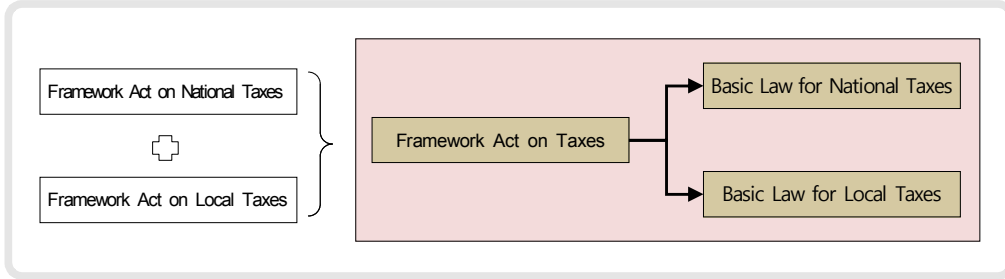 Framework Act on National Taxes
Framework Act on Local Taxes
Framework Act on Taxes
Basic Law for National Taxes
Basic Law for Local Taxes